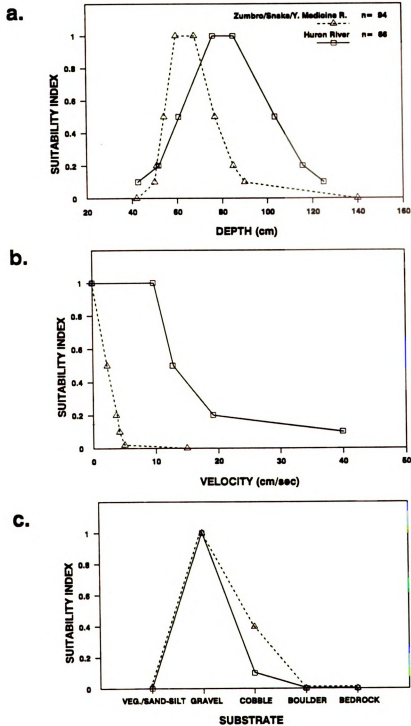 a.
Zumbro/Snake/Y. Medicine R. n= 94
Huron River n= 66
SUITABILITY INDEX
1
0.8
0.6
0.4
0.2
0
20 40 60 80 100 120 140 160
DEPTH (cm)
b.
SUITABILITY INDEX
1
0.8
0.6
0.4
0.2
0
0 10 20 30 40 50
VELOCITY (cm/sec)
c.
SUITABILITY INDEX
1
0.8
0.6
0.4
0.2
0
VEG./SAND-SILT GRAVEL COBBLE BOULDER BEDROCK
SUBSTRATE